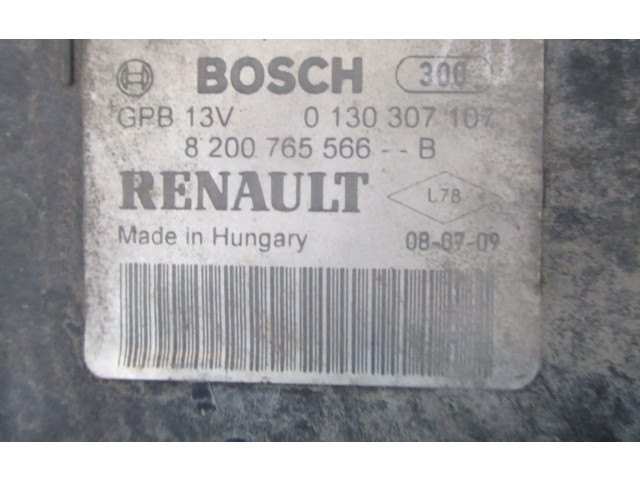 BOSCH 300
GPB 13V 0 130 307 107
8 200 765 566 - - B
RENAULT L78
Made in Hungary 08-07-09